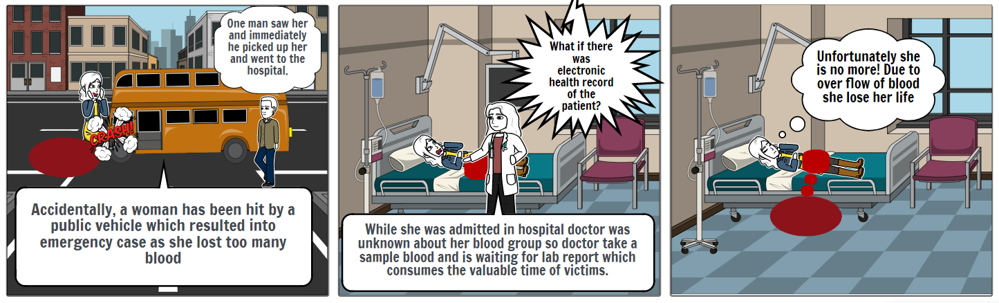 One man saw her
and immediately
he picked up her
and went to the
hospital.
CRASH!
Accidentally, a woman has been hit by a
public vehicle which resulted into
emergency case as she lost too many
blood
What if there
was
electronic
health record
of the
patient?
While she was admitted in hospital doctor was
unknown about her blood group so doctor take a
sample blood and is waiting for lab report which
consumes the valuable time of victims.
Unfortunately she
is no more! Due to
over flow of blood
she lose her life